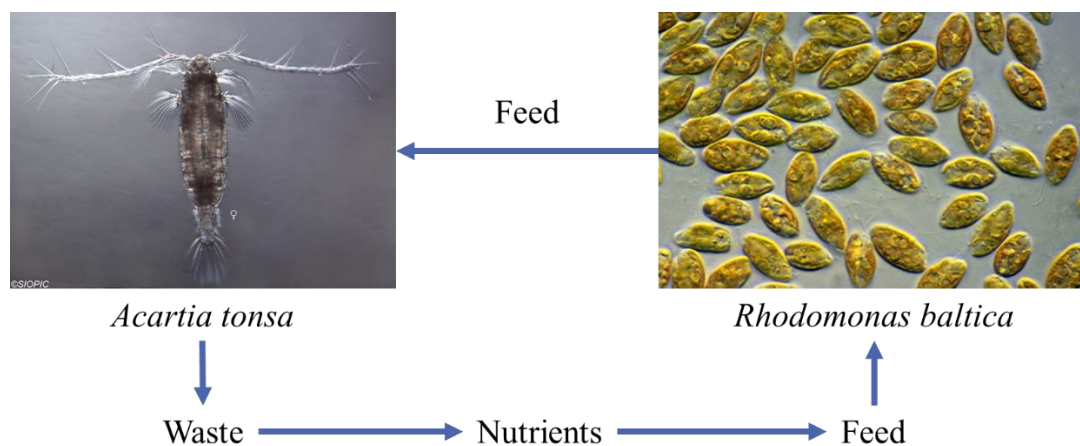 Feed
♀
©SIOPIC
Acartia tonsa
Rhodomonas baltica
Waste
Nutrients
Feed